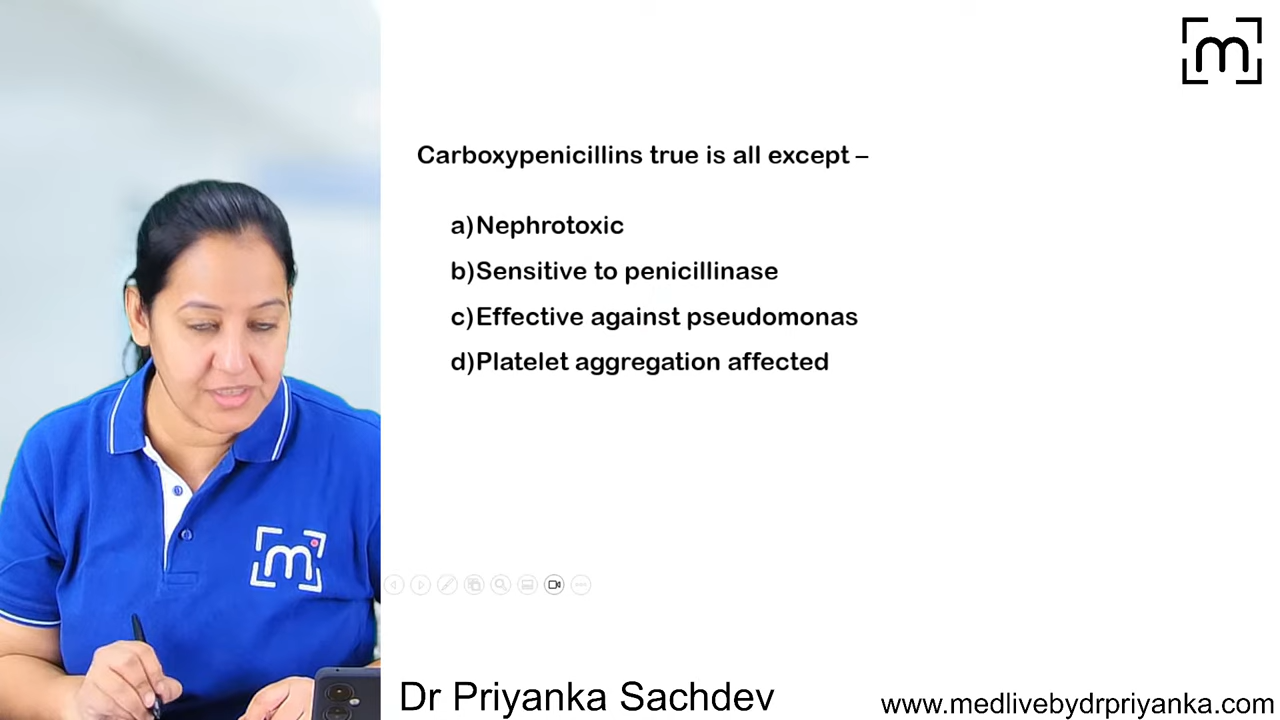 m
Carboxypenicillins true is all except –
a)Nephrotoxic
b)Sensitive to penicillinase
c)Effective against pseudomonas
d)Platelet aggregation affected
m
Dr Priyanka Sachdev
www.medlivebydrpriyanka.com